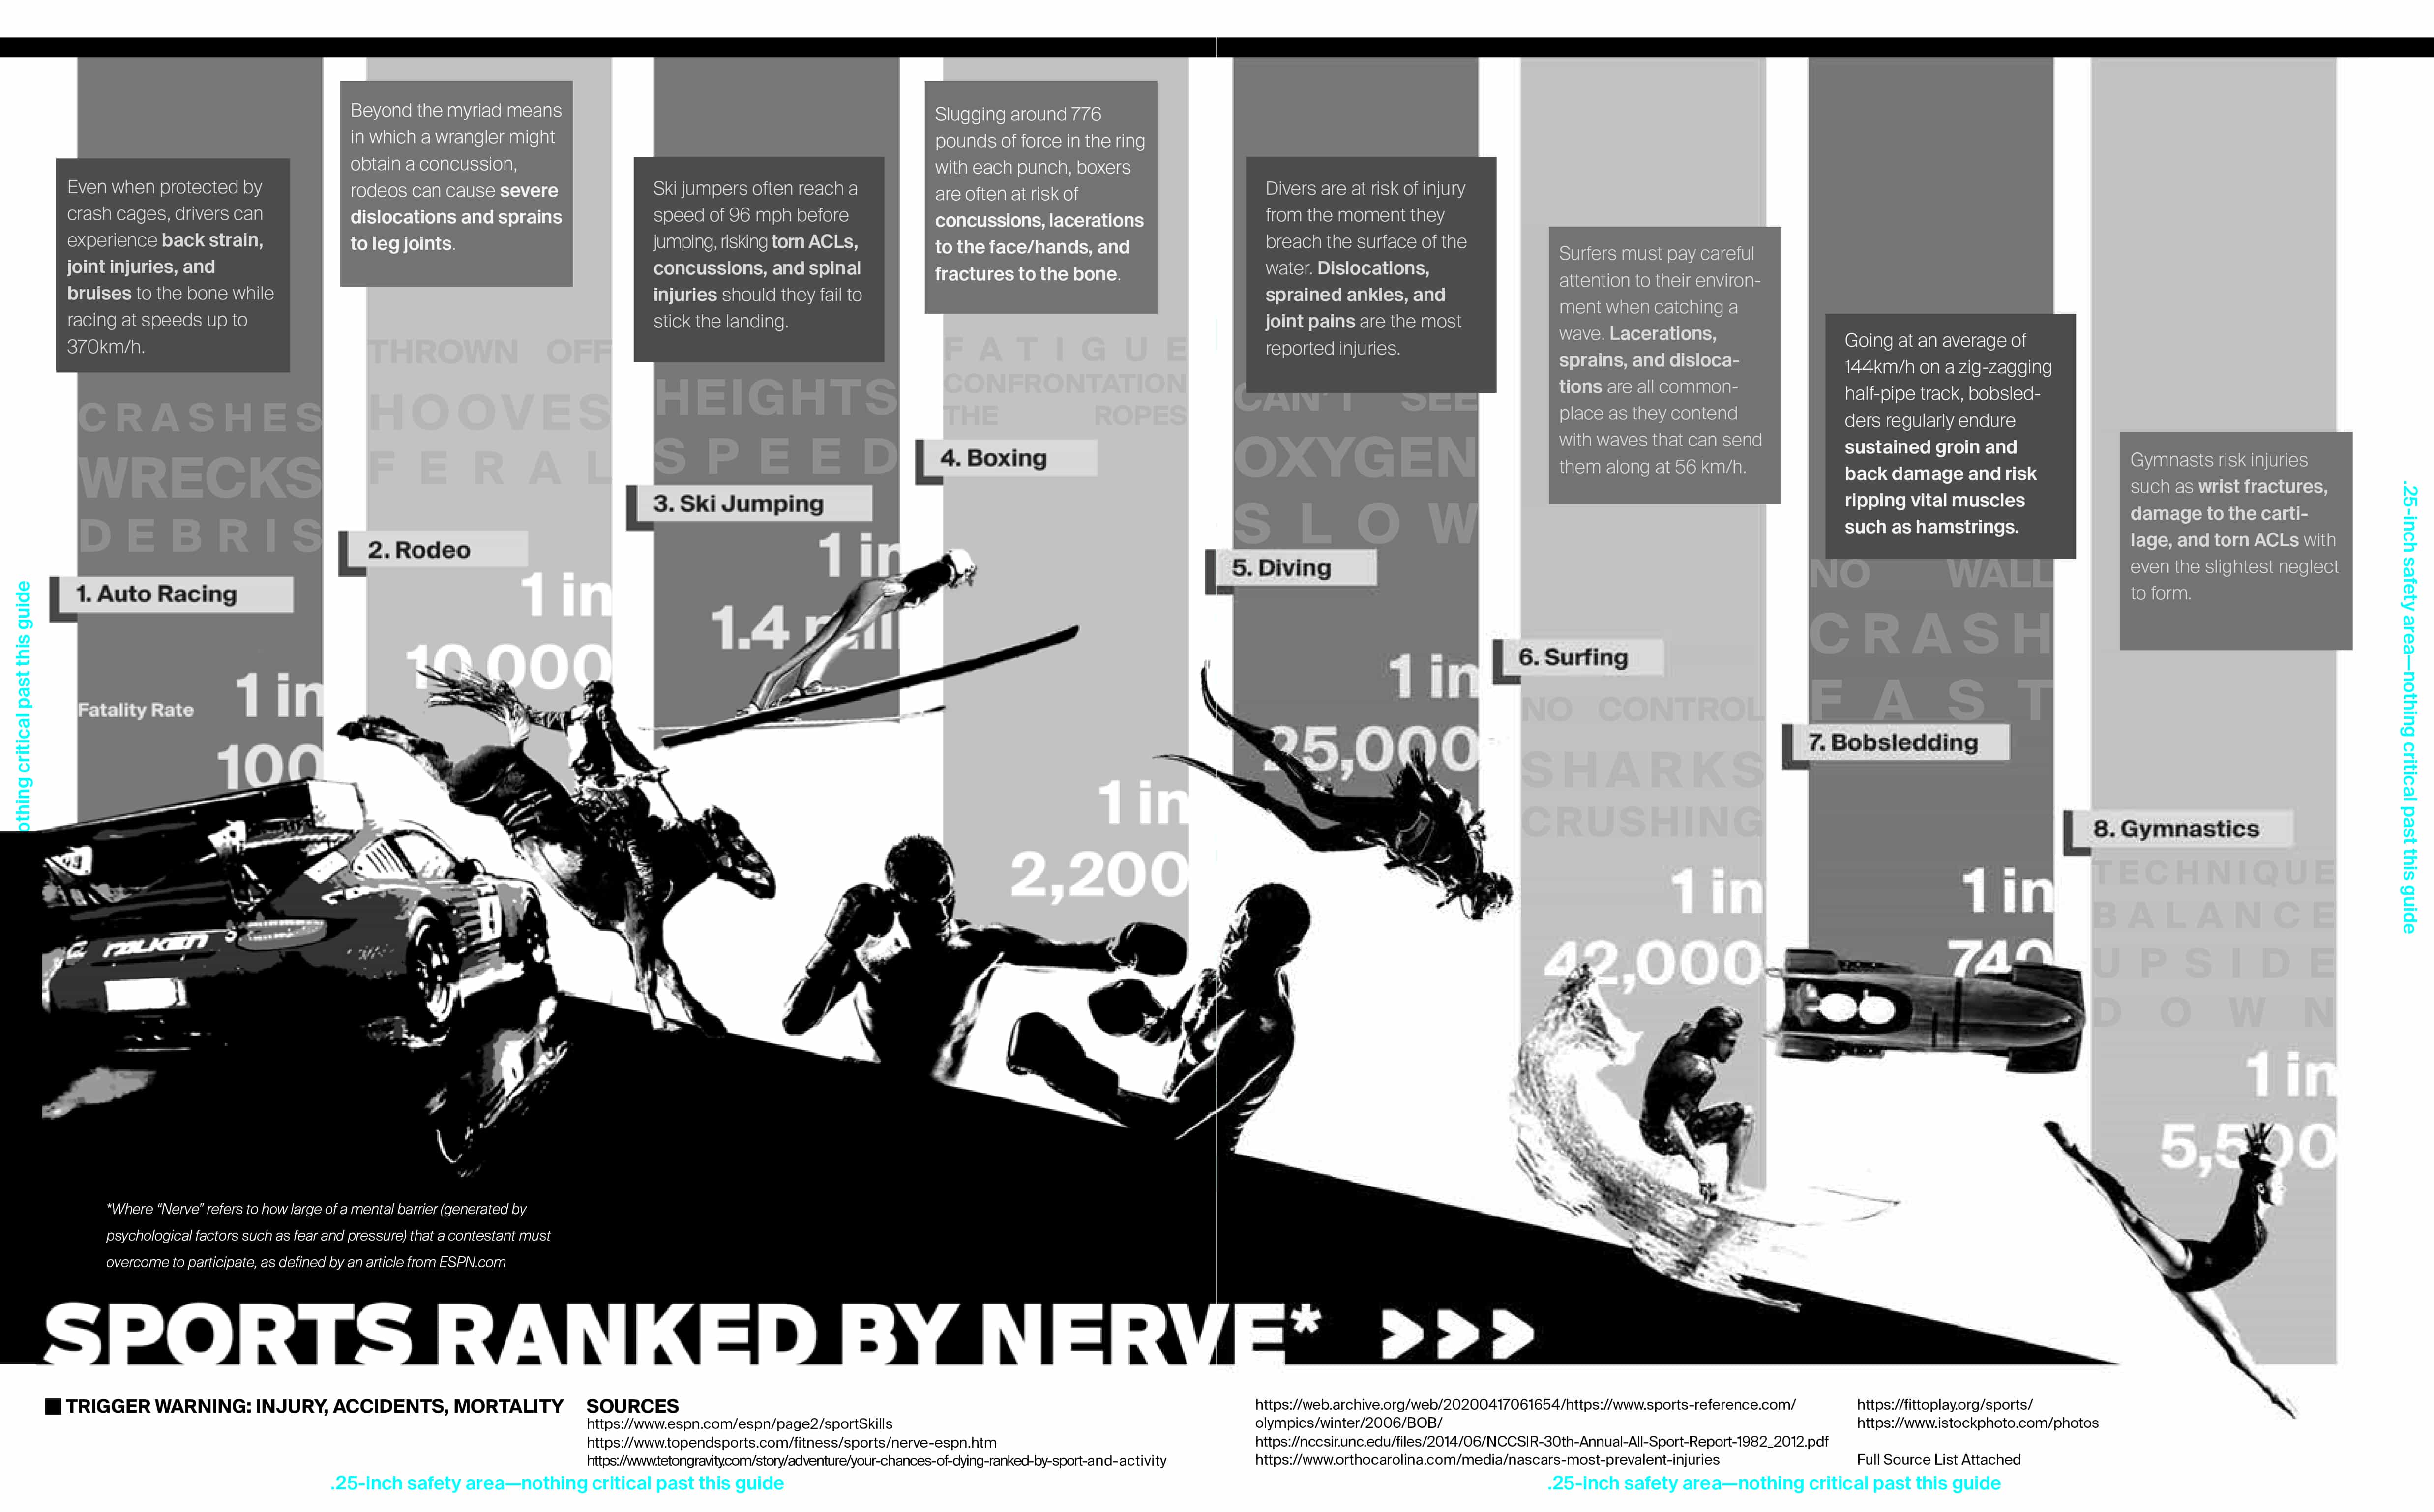 .25-inch safety area—nothing critical past this guide
Even when protected by
crash cages, drivers can
experience back strain,
joint injuries, and
bruises to the bone while
racing at speeds up to
370km/h.
CRASHES
WRECKS
DEBRIS
1. Auto Racing
Fatality Rate
1 in
100
Beyond the myriad means
in which a wrangler might
obtain a concussion,
rodeos can cause severe
dislocations and sprains
to leg joints.
THROWN OFF
HOOVES
FERAL
2. Rodeo
1 in
10,000
Ski jumpers often reach a
speed of 96 mph before
jumping, risking torn ACLs,
concussions, and spinal
injuries should they fail to
stick the landing.
HEIGHTS
SPEED
3. Ski Jumping
1 in
1.4 mil
Slugging around 776
pounds of force in the ring
with each punch, boxers
are often at risk of
concussions, lacerations
to the face/hands, and
fractures to the bone.
FATIGUE
CONFRONTATION
THE ROPES
4. Boxing
1 in
2,200
Divers are at risk of injury
from the moment they
breach the surface of the
water. Dislocations,
sprained ankles, and
joint pains are the most
reported injuries.
CAN'T SEE
OXYGEN
SLOW
5. Diving
1 in
25,000
Surfers must pay careful
attention to their environ-
ment when catching a
wave. Lacerations,
sprains, and disloca-
tions are all common-
place as they contend
with waves that can send
them along at 56 km/h.
NO CONTROL
SHARKS
CRUSHING
6. Surfing
1 in
42,000
Going at an average of
144km/h on a zig-zagging
half-pipe track, bobsled-
ders regularly endure
sustained groin and
back damage and risk
ripping vital muscles
such as hamstrings.
NO WALL
CRASH
FAST
7. Bobsledding
1 in
740
Gymnasts risk injuries
such as wrist fractures,
damage to the carti-
lage, and torn ACLs with
even the slightest neglect
to form.
TECHNIQUE
BALANCE
UPSIDE
DOWN
8. Gymnastics
1 in
5,500
FALKEN
*Where "Nerve" refers to how large of a mental barrier (generated by
psychological factors such as fear and pressure) that a contestant must
overcome to participate, as defined by an article from ESPN.com
SPORTS RANKED BY NERVE* >>>
TRIGGER WARNING: INJURY, ACCIDENTS, MORTALITY
SOURCES
https://www.espn.com/espn/page2/sportSkills
https://www.topendsports.com/fitness/sports/nerve-espn.htm
https://www.tetongravity.com/story/adventure/your-chances-of-dying-ranked-by-sport-and-activity
https://web.archive.org/web/20200417061654/https://www.sports-reference.com/
olympics/winter/2006/BOB/
https://nccsir.unc.edu/files/2014/06/NCCSIR-30th-Annual-All-Sport-Report-1982_2012.pdf
https://www.orthocarolina.com/media/nascars-most-prevalent-injuries
https://fittoplay.org/sports/
https://www.istockphoto.com/photos
Full Source List Attached
.25-inch safety area—nothing critical past this guide
.25-inch safety area—nothing critical past this guide
critical past this guide